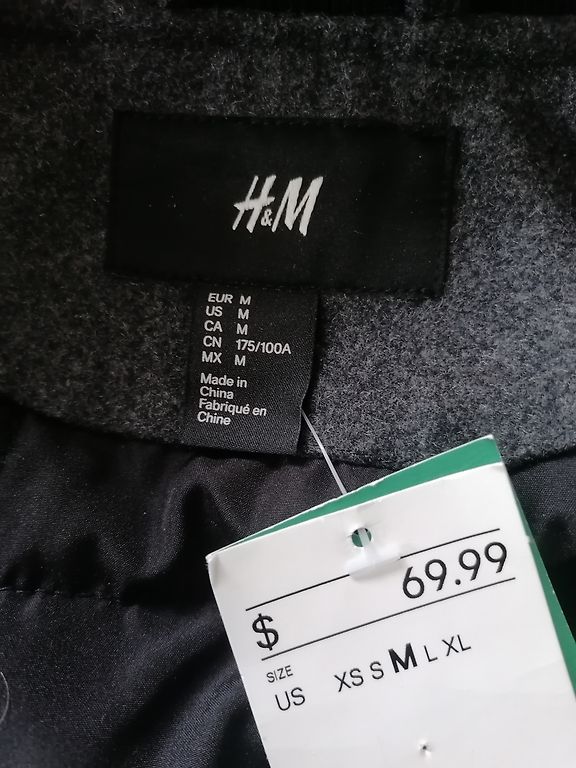 H&M
EUR M
US M
CA M
CN 175/100A
MX M
Made in
China
Fabriqué en
Chine
$ 69.99
SIZE
US XS S M L XL